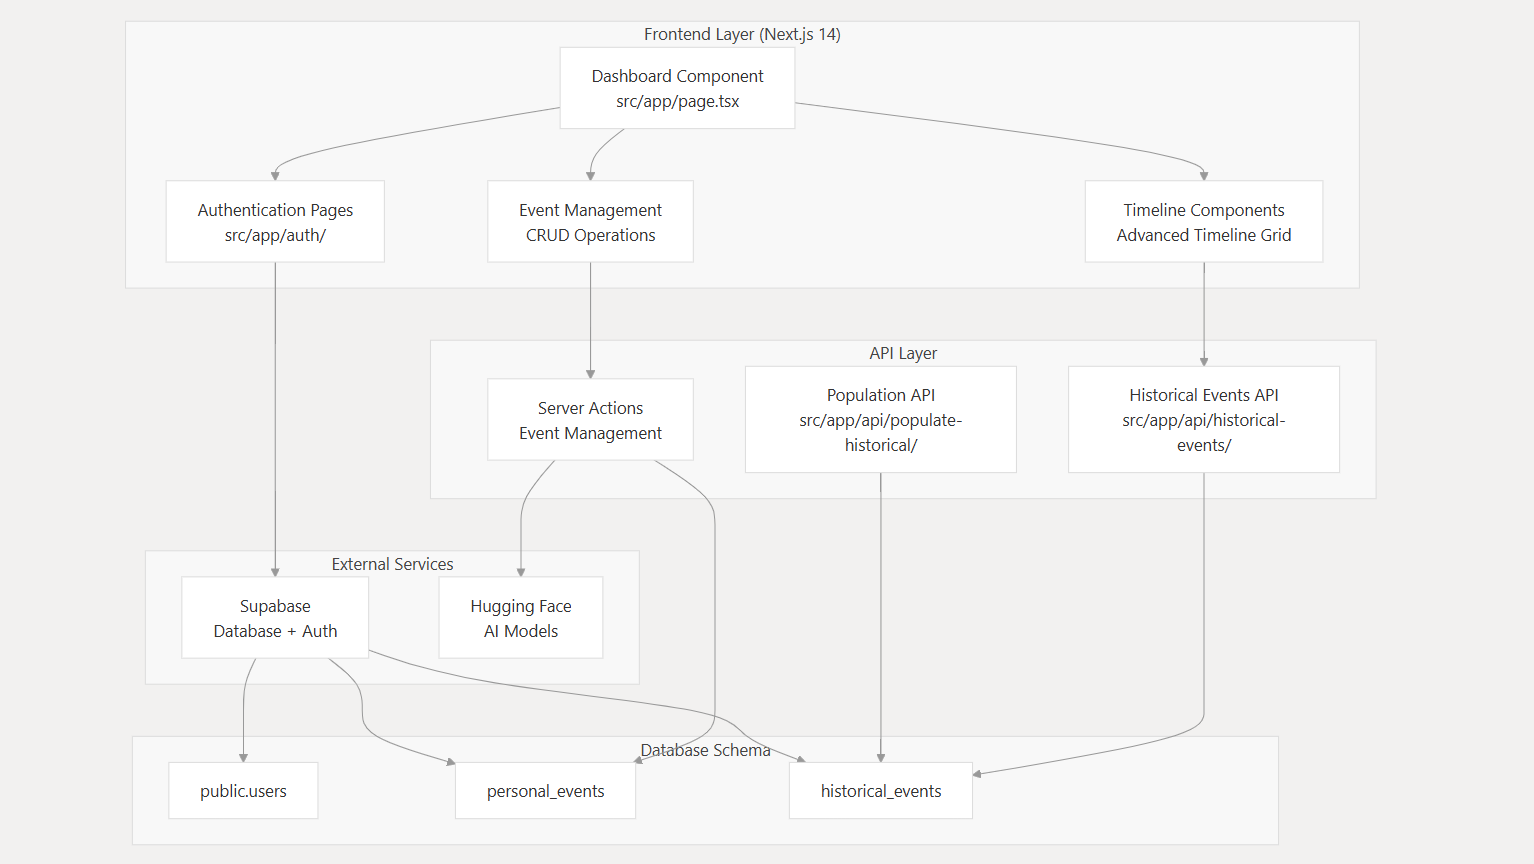 Frontend Layer (Next.js 14)
Dashboard Component
src/app/page.tsx
Authentication Pages
src/app/auth/
Event Management
CRUD Operations
Timeline Components
Advanced Timeline Grid
API Layer
Server Actions
Event Management
Population API
src/app/api/populate-
historical/
Historical Events API
src/app/api/historical-
events/
External Services
Supabase
Database + Auth
Hugging Face
AI Models
Database Schema
public.users
personal_events
historical_events